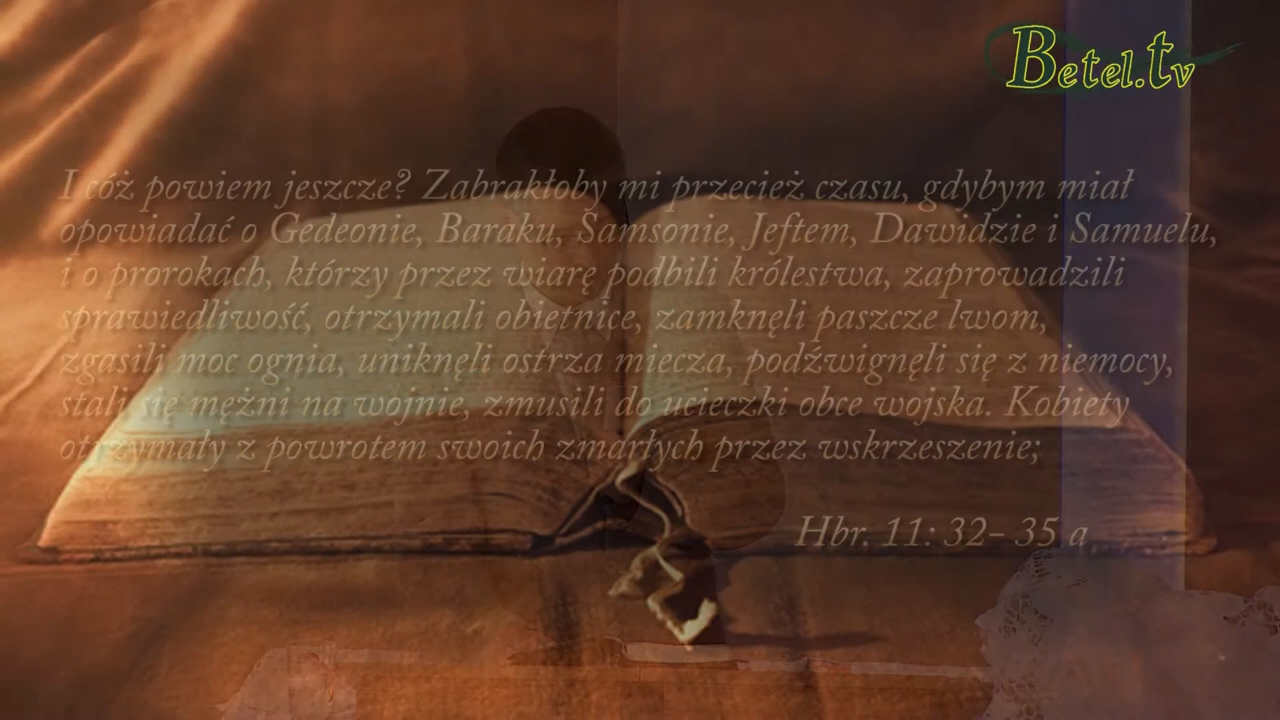 Betel.tv
I cóż powiem jeszcze? Zabrakłoby mi przecież czasu, gdybym miał
opowiadać o Gedeonie, Baraku, Samsonie, Jeftem, Dawidzie i Samuelu,
i o prorokach, którzy przez wiarę podbili królestwa, zaprowadzili
sprawiedliwość, otrzymali obietnice, zamknęli paszcze lwom,
zgasili moc ognia, uniknęli ostrza miecza, podźwignęli się z niemocy,
stali się mężni na wojnie, zmusili do ucieczki obce wojska. Kobiety
otrzymały z powrotem swoich zmarłych przez wskrzeszenie;
Hbr. 11: 32- 35 a